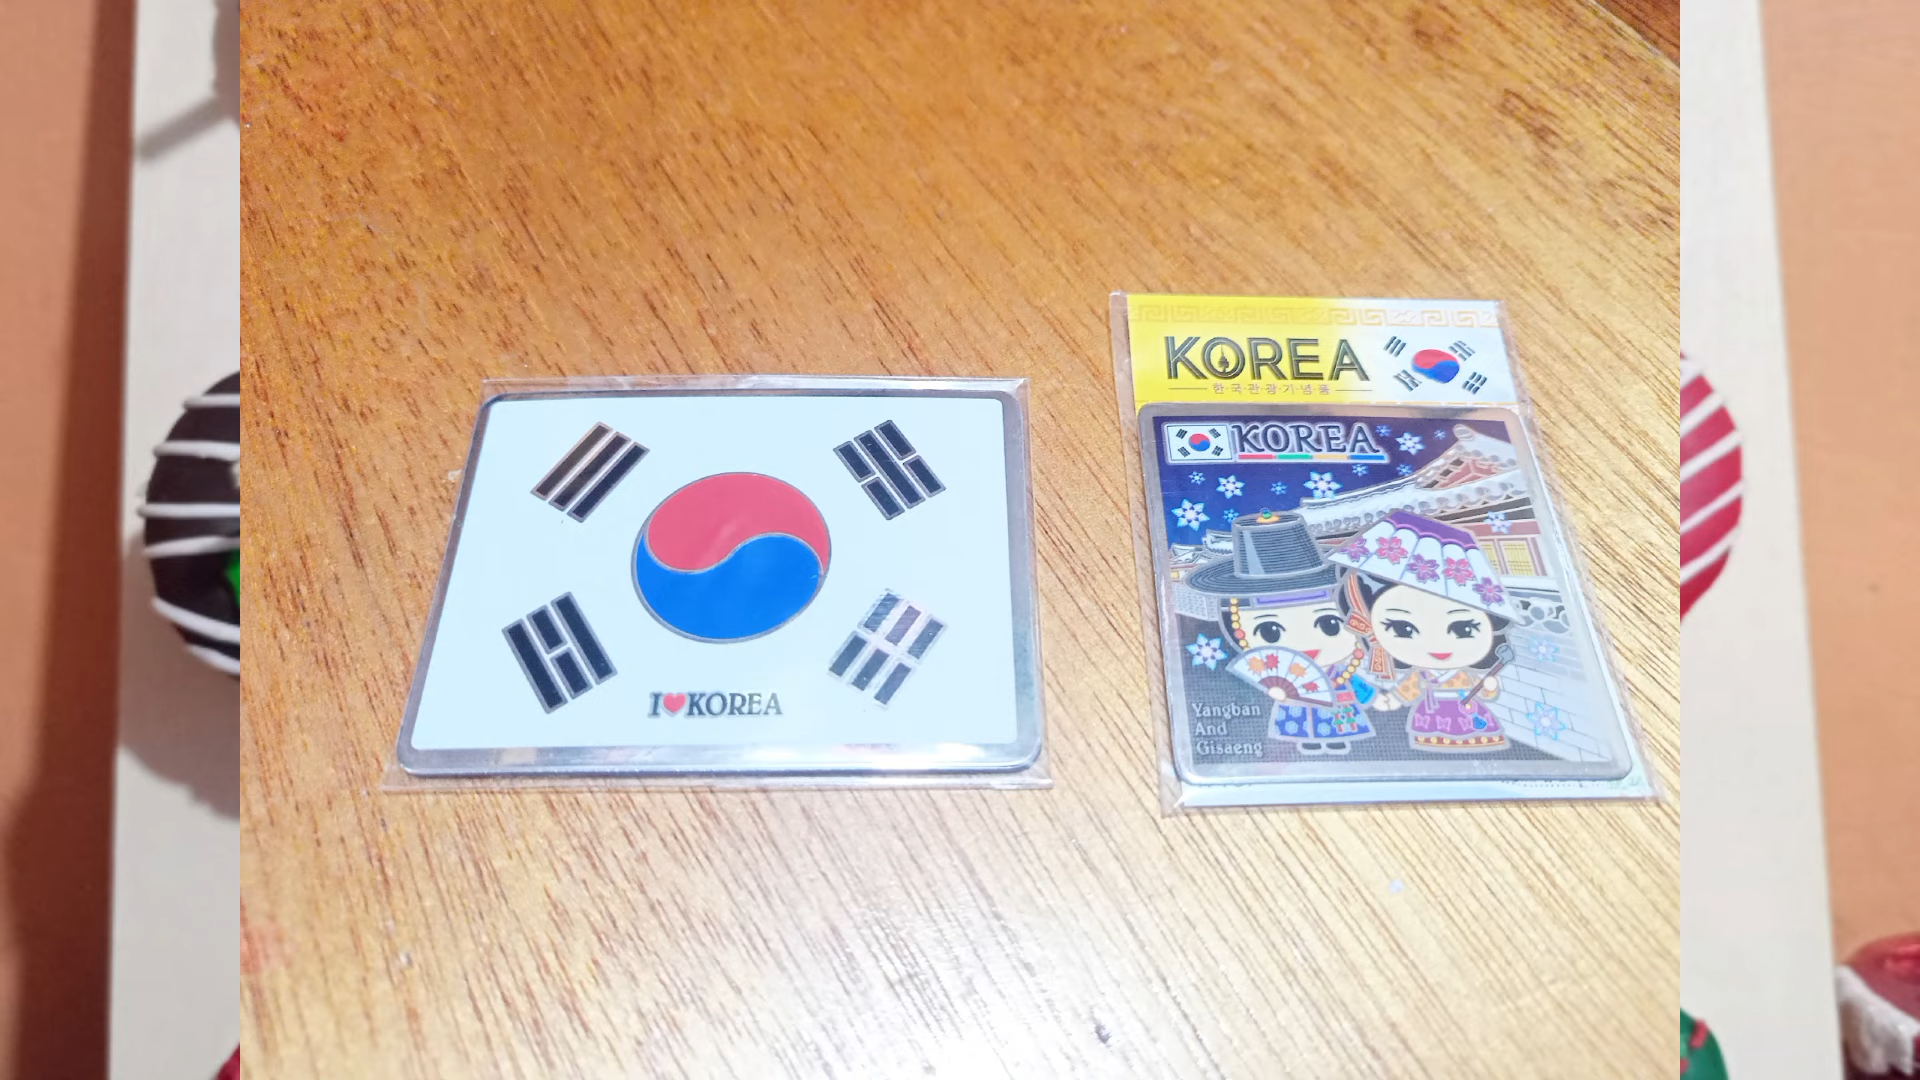 I❤KOREA
KOREA
한·국·관·광·기·념·품
KOREA
Yangban
And
Gisaeng